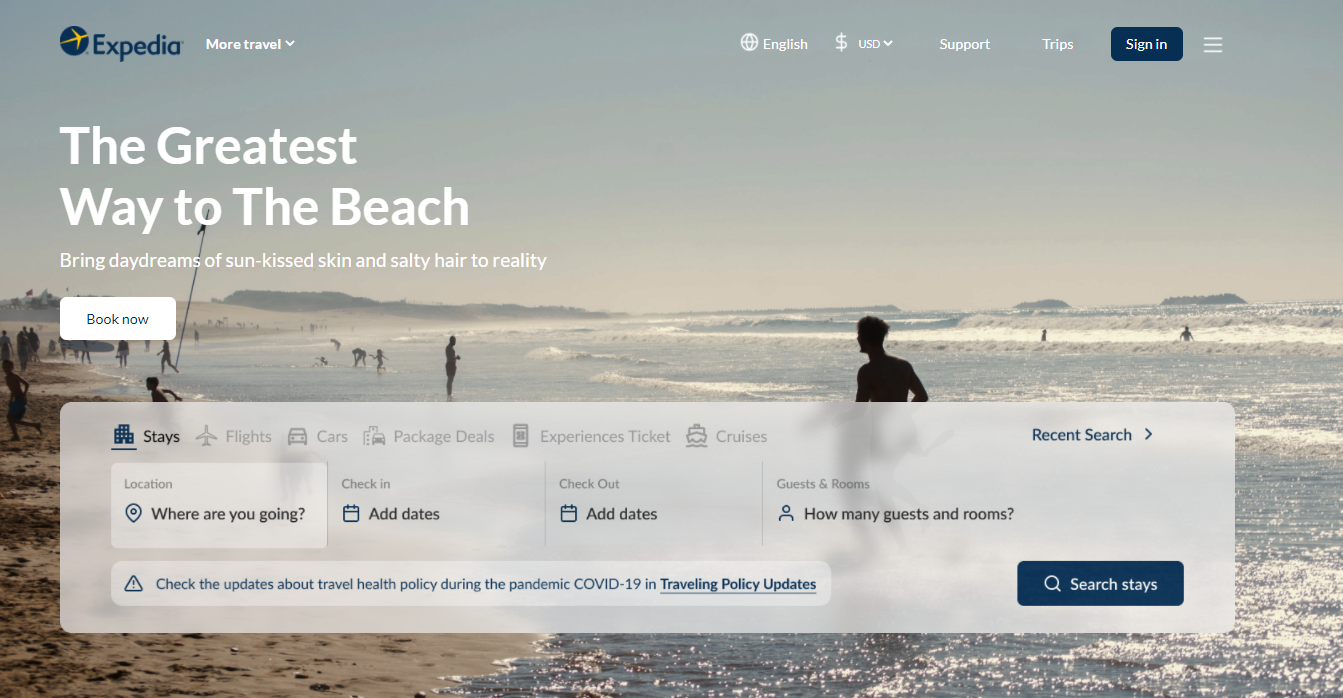 Expedia
More travel
English
$ USD
Support
Trips
Sign in
The Greatest
Way to The Beach
Bring daydreams of sun-kissed skin and salty hair to reality
Book now
Stays
Flights
Cars
Package Deals
Experiences Ticket
Cruises
Recent Search
Location
Where are you going?
Check in
Add dates
Check Out
Add dates
Guests & Rooms
How many guests and rooms?
Check the updates about travel health policy during the pandemic COVID-19 in Traveling Policy Updates
Search stays